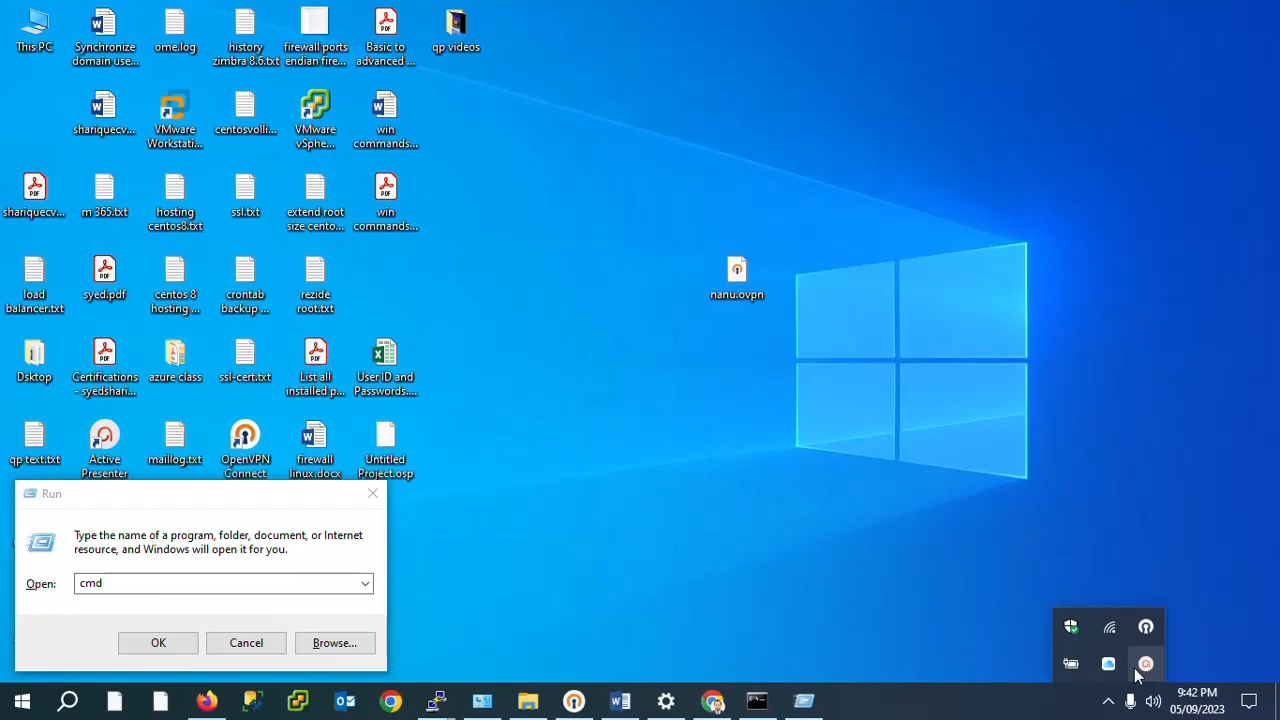 This PC
Synchronize
domain use...
ome.log
history
zimbra 8.6.txt
firewall ports
endian fire...
Basic to
advanced ...
qp videos
shariquecv...
VMware
Workstati...
centosvolli...
VMware
vSphe...
win
commands...
PDF
shariquecv...
m 365.txt
hosting
centos8.txt
ssl.txt
extend root
size cento...
PDF
win
commands...
load
balancer.txt
PDF
syed.pdf
centos 8
hosting ...
crontab
backup ...
rezide
root.txt
nanu.ovpn
Dsktop
PDF
Certifications
- syedshari...
azure class
ssl-cert.txt
PDF
List all
installed p...
User ID and
Passwords....
qp text.txt
Active
Presenter
maillog.txt
OpenVPN
Connect
firewall
linux.docx
Untitled
Project.osp
Run
Type the name of a program, folder, document, or Internet
resource, and Windows will open it for you.
Open:
cmd
OK
Cancel
Browse...
9:42 PM
05/09/2023